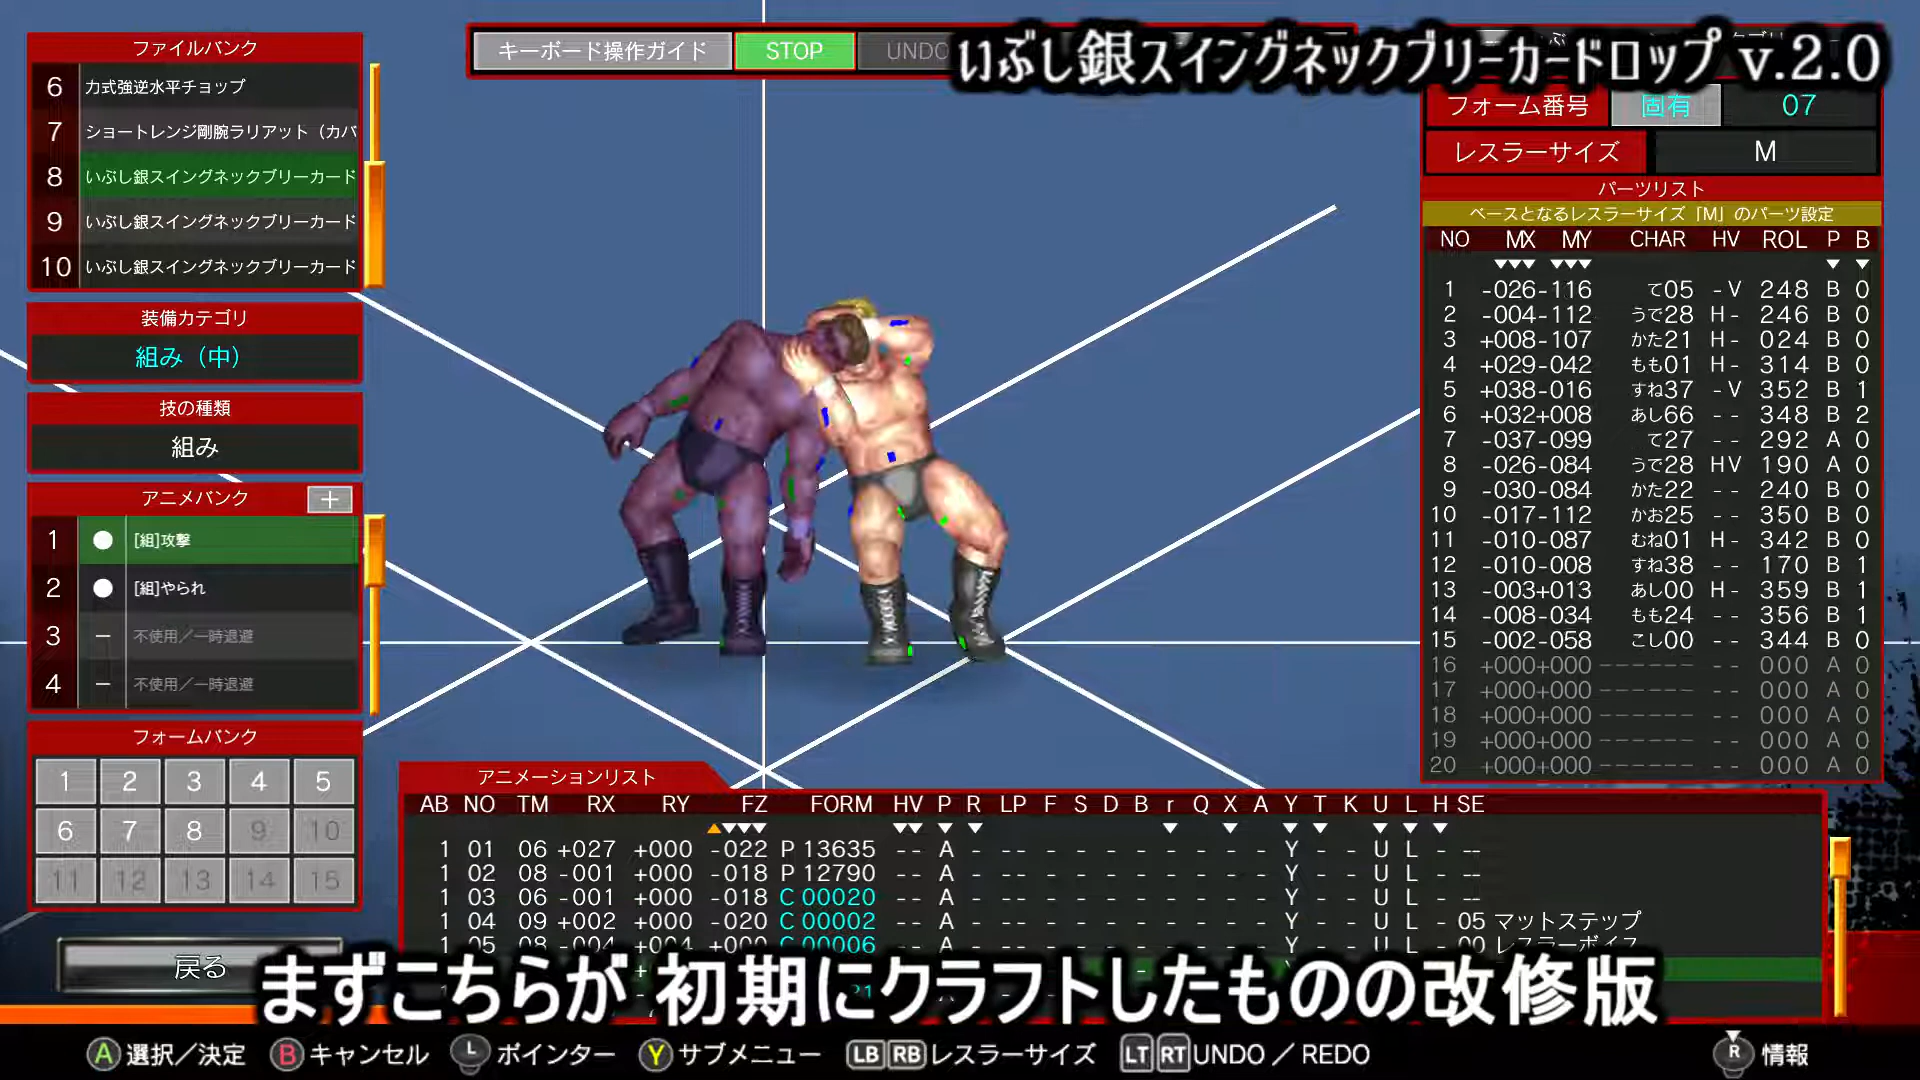 ファイルバンク
6 力式強逆水平チョップ
7 ショートレンジ剛腕ラリアット（カバ
8 いぶし銀スイングネックブリーカード
9 いぶし銀スイングネックブリーカード
10 いぶし銀スイングネックブリーカード
装備カテゴリ
組み（中）
技の種類
組み
アニメバンク +
1 ● [組]攻撃
2 ● [組]やられ
3 － 不使用／一時退避
4 － 不使用／一時退避
フォームバンク
1 2 3 4 5
6 7 8 9 10
11 12 13 14 15
戻る
キーボード操作ガイド STOP UNDO
いぶし銀スイングネックブリーカードロップ v.2.0
フォーム番号 固有 07
レスラーサイズ M
パーツリスト
ベースとなるレスラーサイズ「M」のパーツ設定
NO MX MY CHAR HV ROL P B
1 -026-116 て05 -V 248 B 0
2 -004-112 うで28 H- 246 B 0
3 +008-107 かた21 H- 024 B 0
4 +029-042 もも01 H- 314 B 0
5 +038-016 すね37 -V 352 B 1
6 +032+008 あし66 -- 348 B 2
7 -037-099 て27 -- 292 A 0
8 -026-084 うで28 HV 190 A 0
9 -030-084 かた22 -- 240 B 0
10 -017-112 かお25 -- 350 B 0
11 -010-087 むね01 H- 342 B 0
12 -010-008 すね38 -- 170 B 1
13 -003+013 あし00 H- 359 B 1
14 -008-034 もも24 -- 356 B 1
15 -002-058 こし00 -- 344 B 0
16 +000+000 ------ -- 000 A 0
17 +000+000 ------ -- 000 A 0
18 +000+000 ------ -- 000 A 0
19 +000+000 ------ -- 000 A 0
20 +000+000 ------ -- 000 A 0
アニメーションリスト
AB NO TM RX RY FZ FORM HV P R LP F S D B r Q X A Y T K U L H SE
1 01 06 +027 +000 -022 P 13635 -- A - -- - - - - - - - - Y - - U L - --
1 02 08 -001 +000 -018 P 12790 -- A - -- - - - - - - - - Y - - U L - --
1 03 06 -001 +000 -018 C 00020 -- A - -- - - - - - - - - Y - - U L - --
1 04 09 +002 +000 -020 C 00002 -- A - -- - - - - - - - - Y - - U L - 05 マットステップ
1 05 08 -004 +004 +000 C 00006 -- A - -- - - - - - - - - Y - - U L - 00 レスラーボイス
まずこちらが 初期にクラフトしたものの改修版
A 選択／決定 B キャンセル L ポインター Y サブメニュー LB RB レスラーサイズ LT RT UNDO ／ REDO R 情報